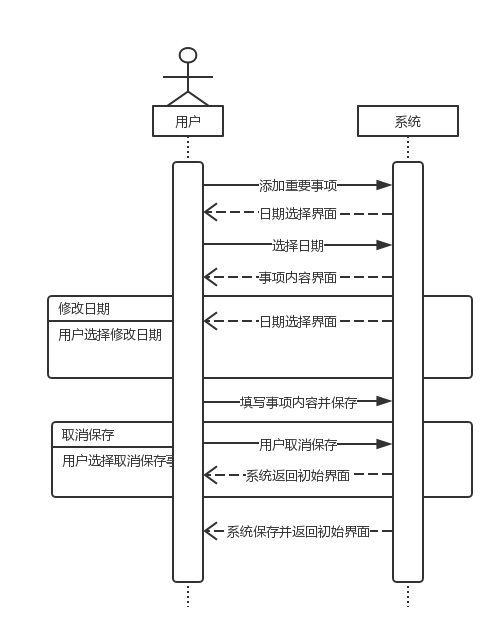 用户
系统
添加重要事项
日期选择界面
选择日期
事项内容界面
修改日期
日期选择界面
用户选择修改日期
填写事项内容并保存
取消保存
用户取消保存
用户选择取消保存事
系统返回初始界面
系统保存并返回初始界面